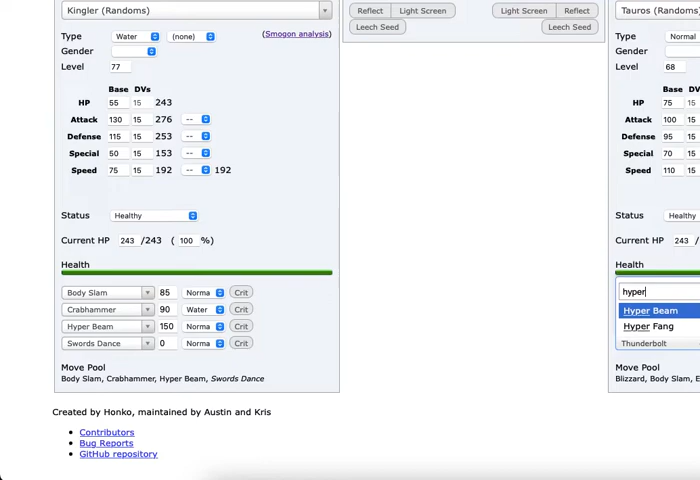 Kingler (Randoms)
Type Water (none) (Smogon analysis)
Gender
Level 77
Base DVs
HP 55 15 243
Attack 130 15 276 --
Defense 115 15 253 --
Special 50 15 153 --
Speed 75 15 192 -- 192
Status Healthy
Current HP 243 /243 ( 100 %)
Health
Body Slam 85 Norma Crit
Crabhammer 90 Water Crit
Hyper Beam 150 Norma Crit
Swords Dance 0 Norma Crit
Move Pool
Body Slam, Crabhammer, Hyper Beam, Swords Dance
Reflect Light Screen Light Screen Reflect
Leech Seed Leech Seed
Tauros (Randoms)
Type Normal
Gender
Level 68
Base DV
HP 75 15
Attack 100 15
Defense 95 15
Special 70 15
Speed 110 15
Status Healthy
Current HP 243 /
Health
hyper
Hyper Beam
Hyper Fang
Thunderbolt
Move Pool
Blizzard, Body Slam, E
Created by Honko, maintained by Austin and Kris
• Contributors
• Bug Reports
• GitHub repository